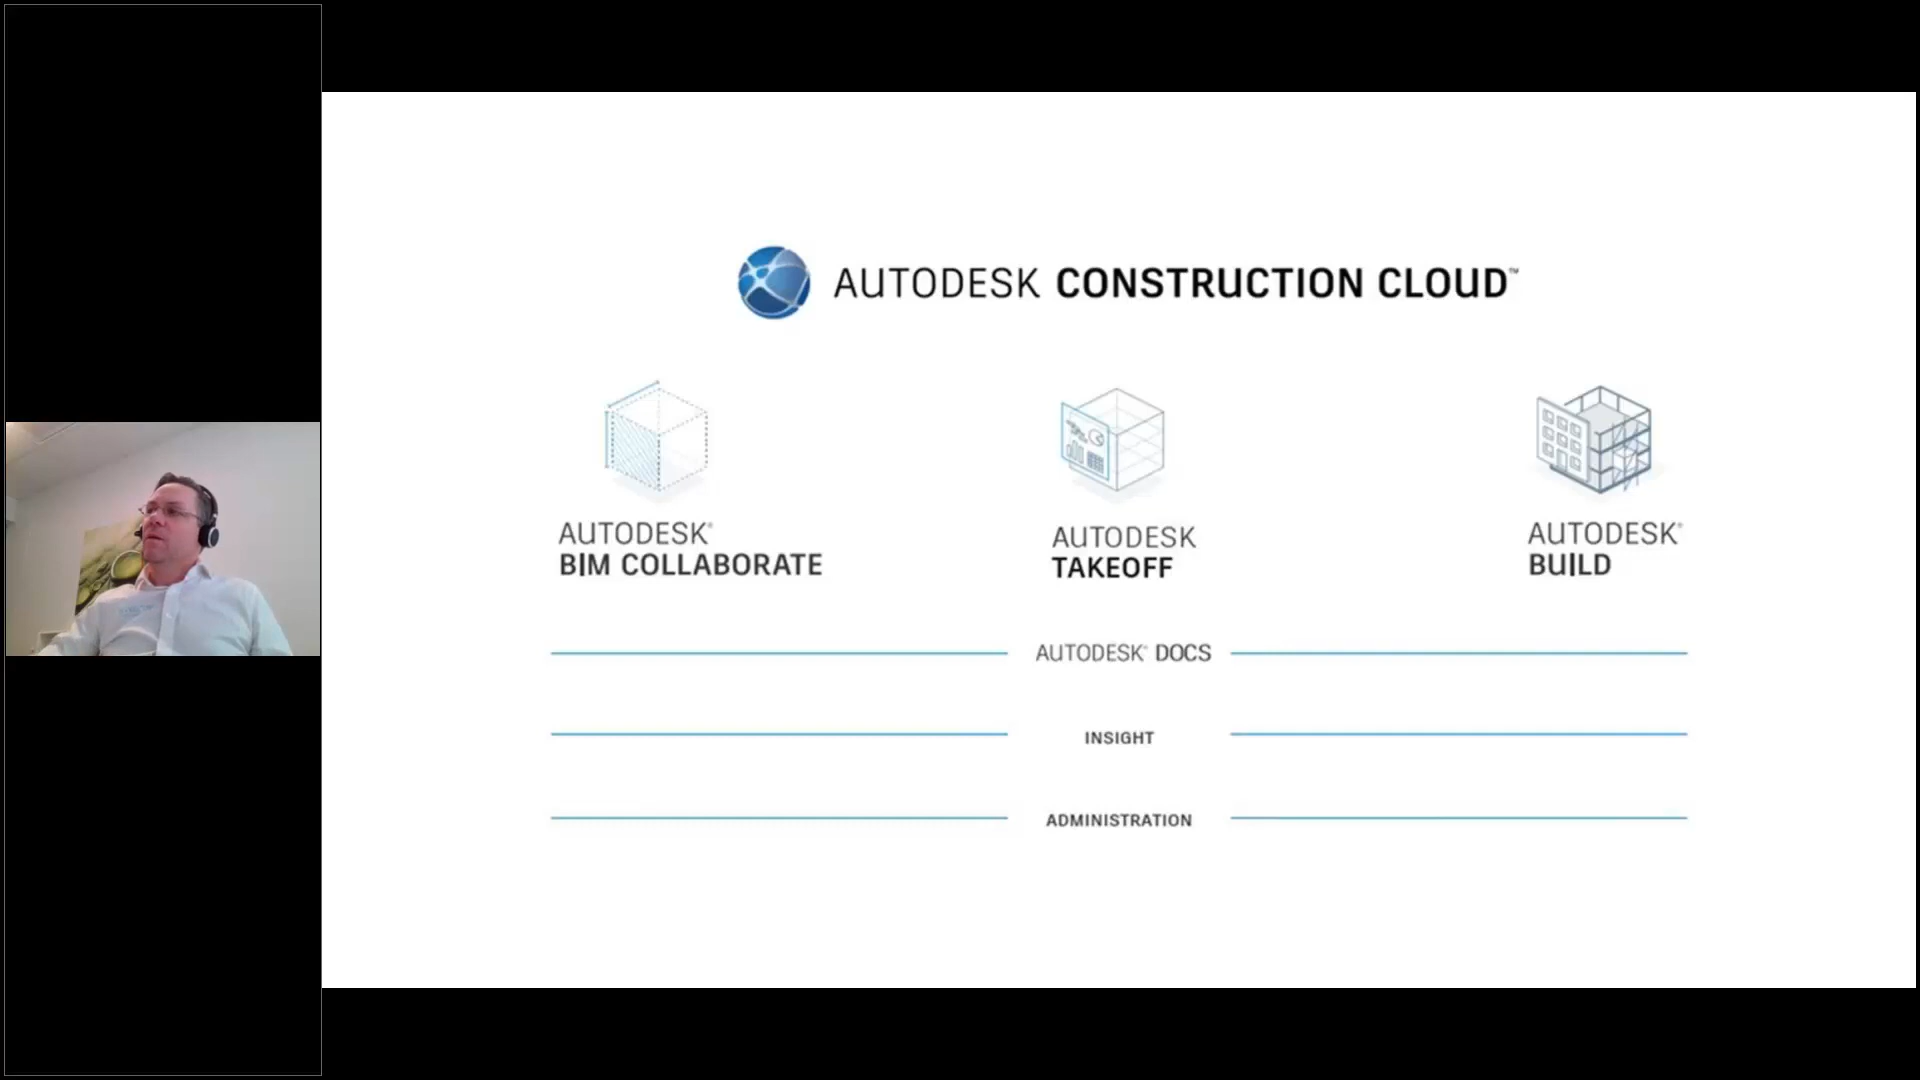 AUTODESK CONSTRUCTION CLOUD™
AUTODESK®
BIM COLLABORATE
AUTODESK
TAKEOFF
AUTODESK®
BUILD
AUTODESK® DOCS
INSIGHT
ADMINISTRATION